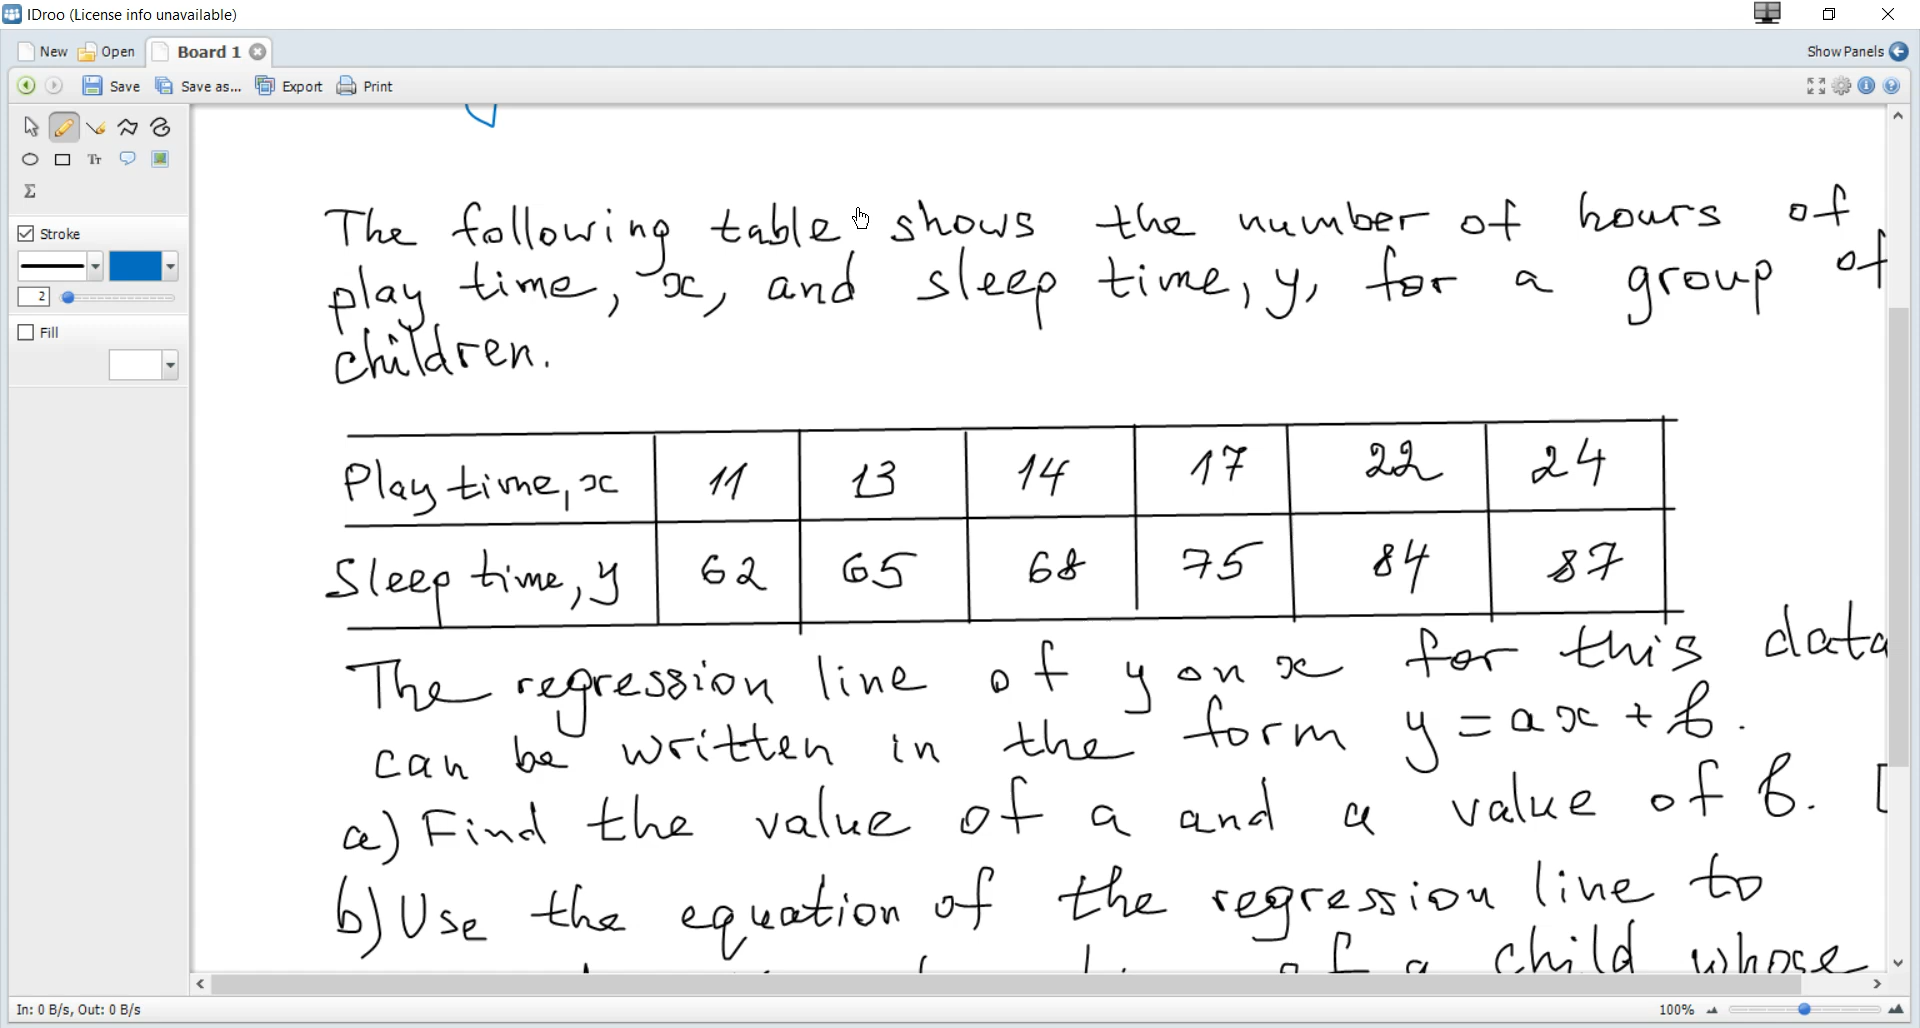 IDroo (License info unavailable)
New Open Board 1 Show Panels
Save Save as... Export Print
Tт
Σ
Stroke
2
Fill
The following table shows the number of hours of
play time, x, and sleep time, y, for a group of
children.
Play time, x 11 13 14 17 22 24
Sleep time, y 62 65 68 75 84 87
The regression line of y on x for this data
can be written in the form y = ax + b.
a) Find the value of a and a value of b. [
b) Use the equation of the regression line to
of a child whose
In: 0 B/s, Out: 0 B/s 100%